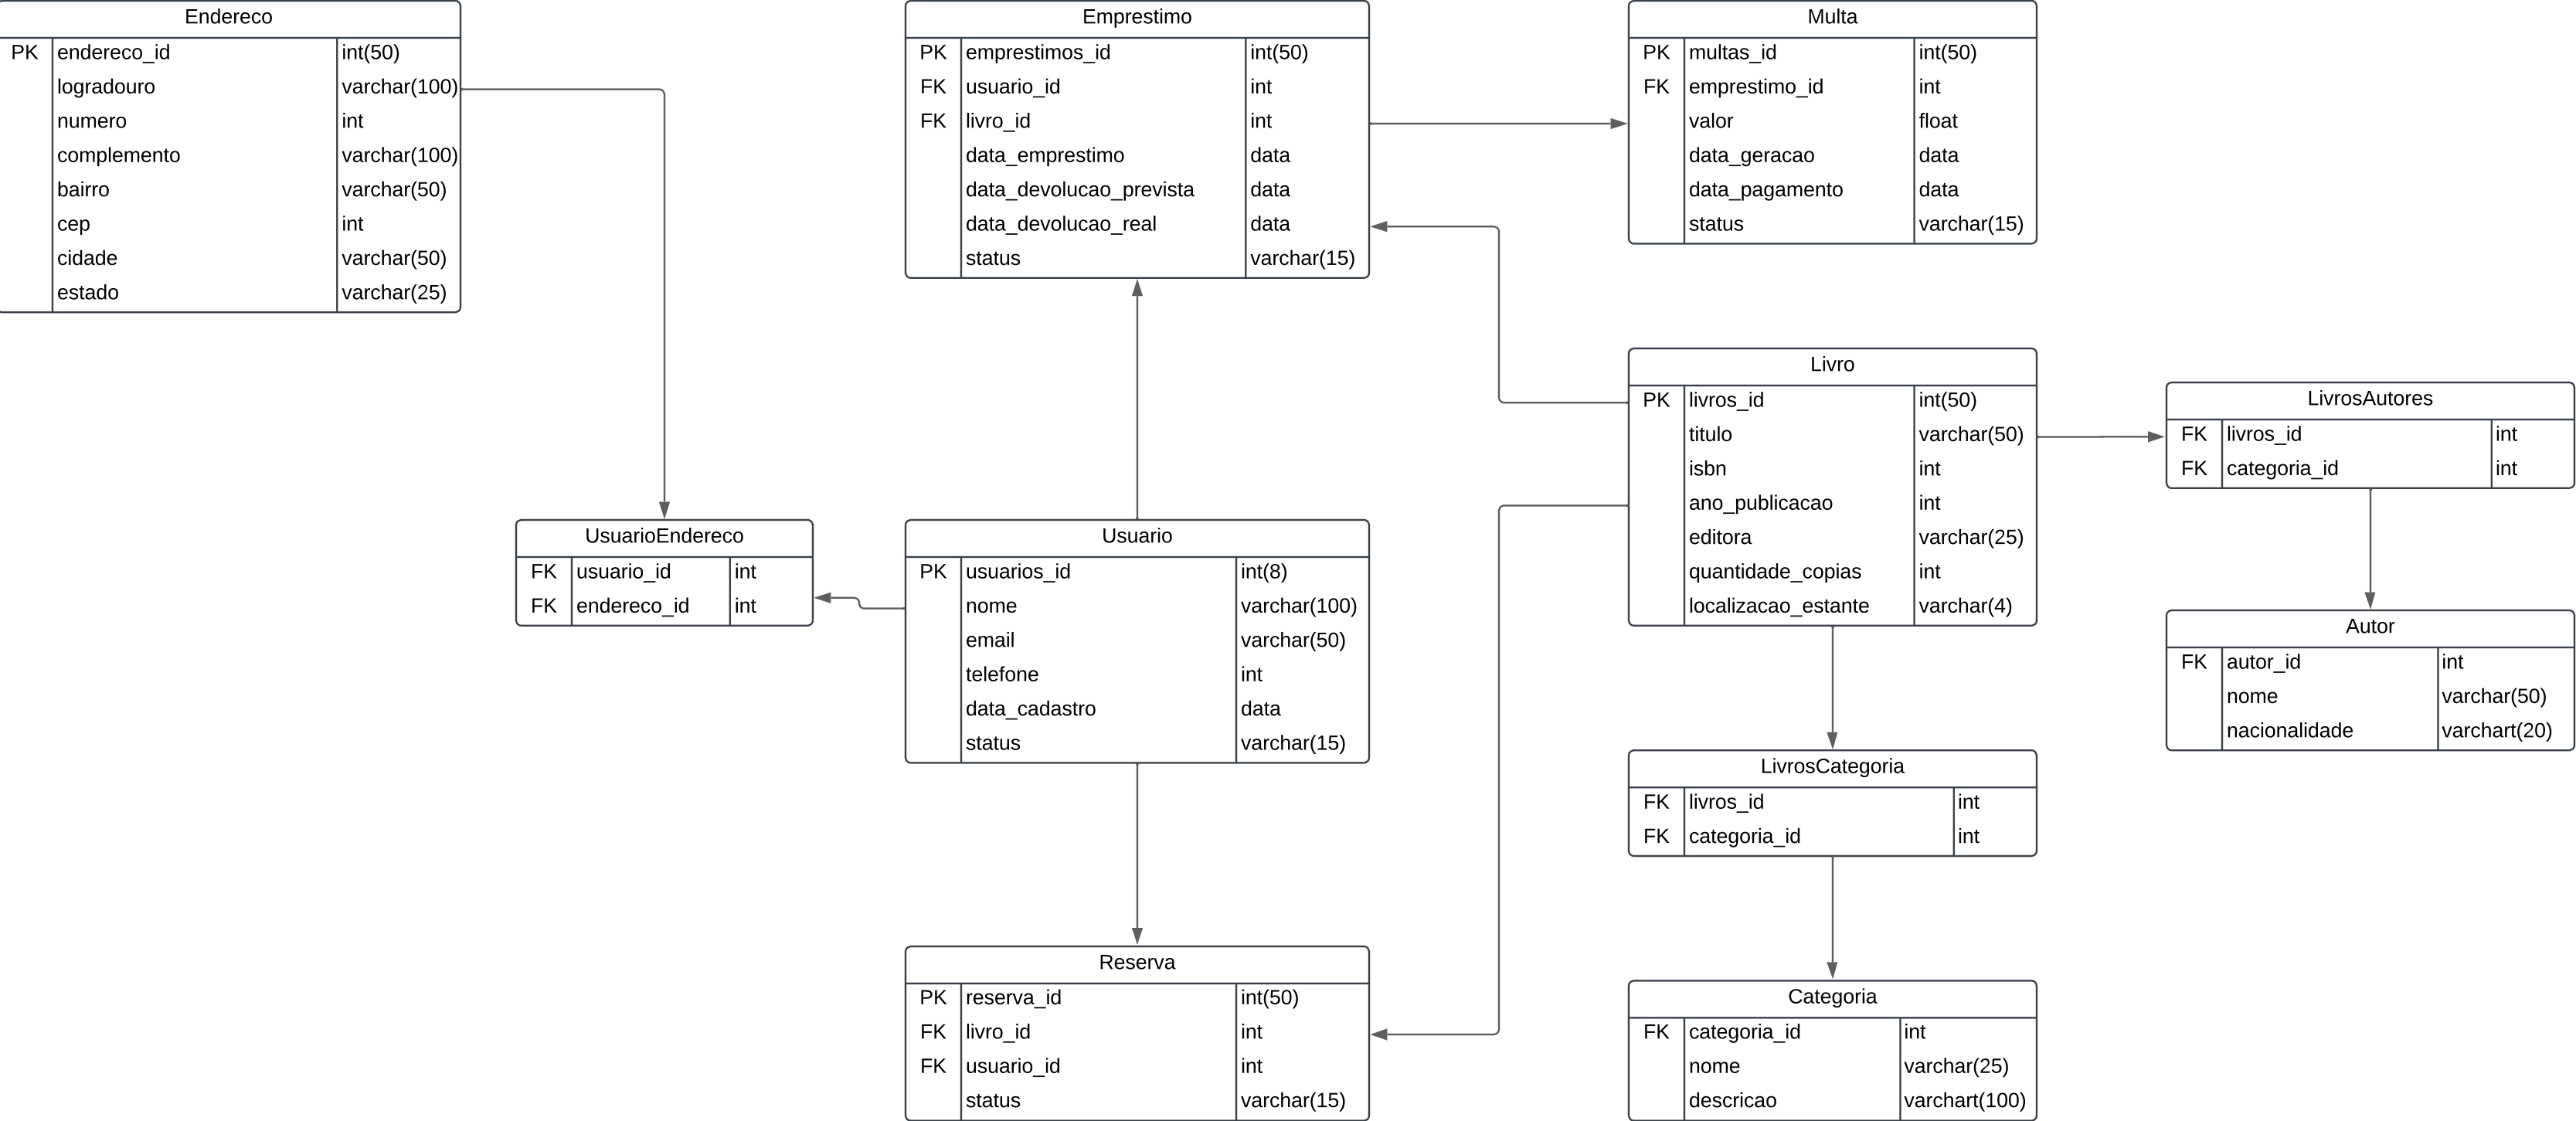 Endereco
PK endereco_id int(50)
logradouro varchar(100)
numero int
complemento varchar(100)
bairro varchar(50)
cep int
cidade varchar(50)
estado varchar(25)
Emprestimo
PK emprestimos_id int(50)
FK usuario_id int
FK livro_id int
data_emprestimo data
data_devolucao_prevista data
data_devolucao_real data
status varchar(15)
Multa
PK multas_id int(50)
FK emprestimo_id int
valor float
data_geracao data
data_pagamento data
status varchar(15)
Livro
PK livros_id int(50)
titulo varchar(50)
isbn int
ano_publicacao int
editora varchar(25)
quantidade_copias int
localizacao_estante varchar(4)
LivrosAutores
FK livros_id int
FK categoria_id int
UsuarioEndereco
FK usuario_id int
FK endereco_id int
Usuario
PK usuarios_id int(8)
nome varchar(100)
email varchar(50)
telefone int
data_cadastro data
status varchar(15)
Autor
FK autor_id int
nome varchar(50)
nacionalidade varchart(20)
LivrosCategoria
FK livros_id int
FK categoria_id int
Reserva
PK reserva_id int(50)
FK livro_id int
FK usuario_id int
status varchar(15)
Categoria
FK categoria_id int
nome varchar(25)
descricao varchart(100)